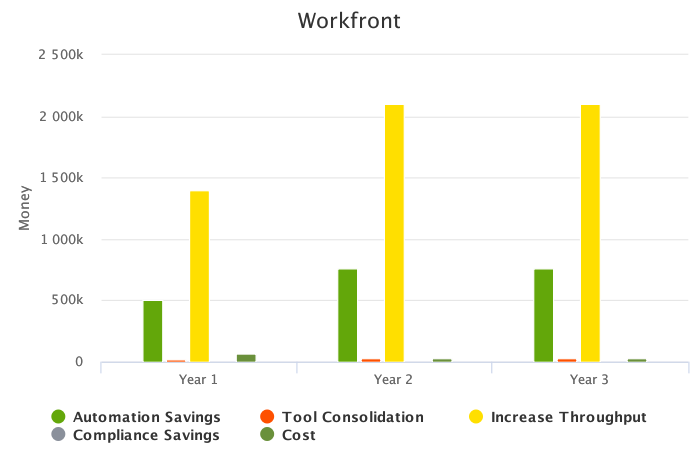 Workfront
2 500k
2 000k
1 500k
1 000k
500k
0
Money
Year 1 Year 2 Year 3
Automation Savings Tool Consolidation Increase Throughput
Compliance Savings Cost